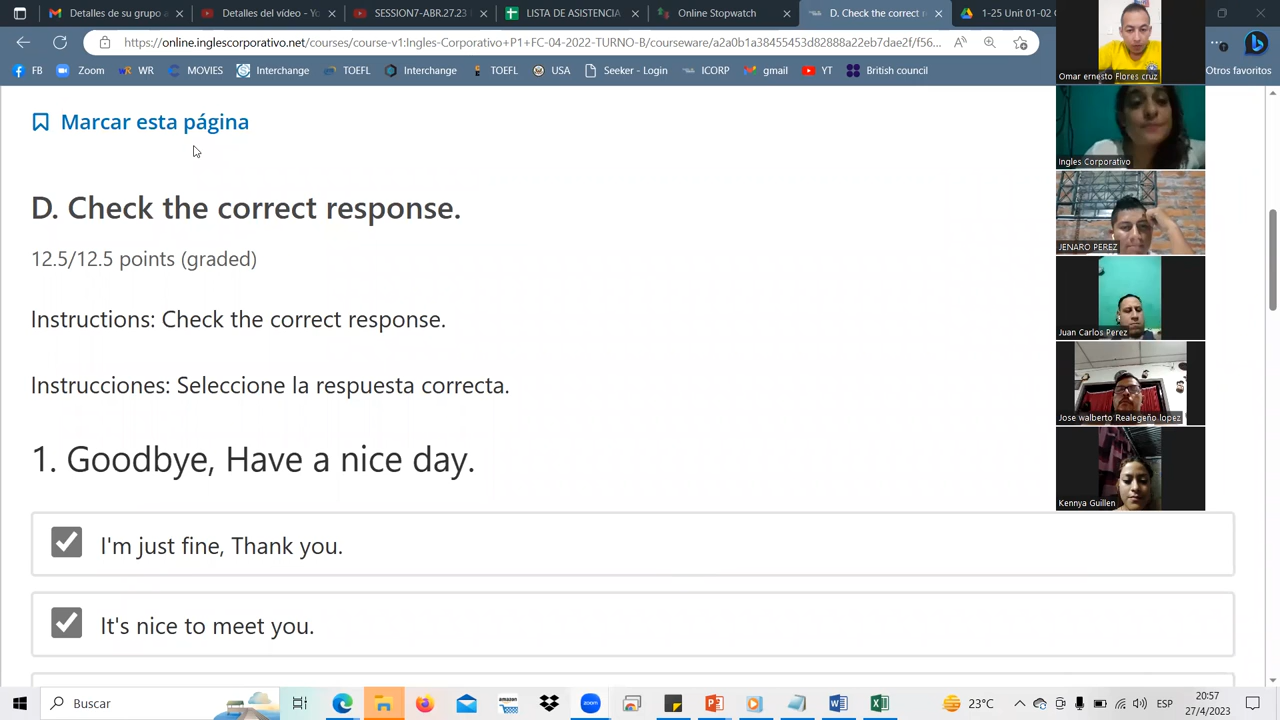 Detalles de su grupo a
Detalles del vídeo - Yo
SESSION7-ABR.27.23
LISTA DE ASISTENCIA
Online Stopwatch
D. Check the correct r
1-25 Unit 01-02
https://online.inglescorporativo.net/courses/course-v1:Ingles-Corporativo+P1+FC-04-2022-TURNO-B/courseware/a2a0b1a38455453d82888a22eb7dae2f/f56...
FB
Zoom
WR
MOVIES
Interchange
TOEFL
Interchange
TOEFL
USA
Seeker - Login
ICORP
gmail
YT
British council
Otros favoritos
Omar ernesto Flores cruz
Ingles Corporativo
JENARO PEREZ
Juan Carlos Perez
Jose walberto Realegeño lopez
Kennya Guillen
Marcar esta página
D. Check the correct response.
12.5/12.5 points (graded)
Instructions: Check the correct response.
Instrucciones: Seleccione la respuesta correcta.
1. Goodbye, Have a nice day.
I'm just fine, Thank you.
It's nice to meet you.
Buscar
amazon
zoom
23°C
ESP
20:57
27/4/2023